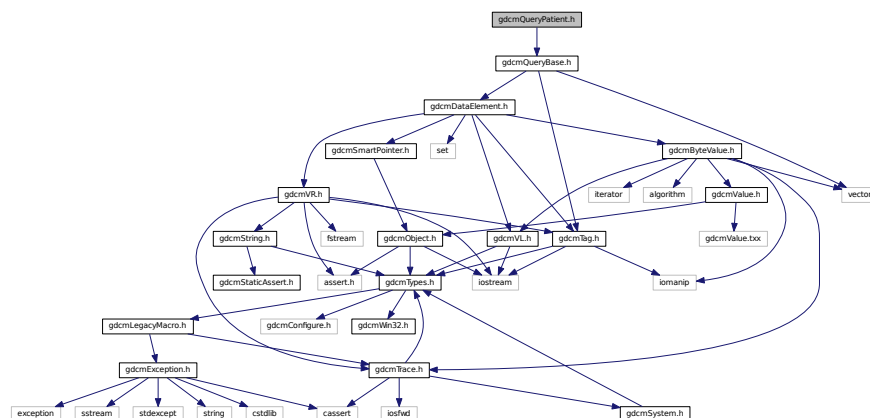 gdcmQueryPatient.h
gdcmQueryBase.h
gdcmDataElement.h
gdcmSmartPointer.h
set
gdcmByteValue.h
gdcmVR.h
iterator
algorithm
gdcmValue.h
vector
gdcmString.h
fstream
gdcmObject.h
gdcmVL.h
gdcmTag.h
gdcmValue.txx
gdcmStaticAssert.h
assert.h
gdcmTypes.h
iostream
iomanip
gdcmLegacyMacro.h
gdcmConfigure.h
gdcmWin32.h
gdcmException.h
gdcmTrace.h
exception
sstream
stdexcept
string
cstdlib
cassert
iosfwd
gdcmSystem.h